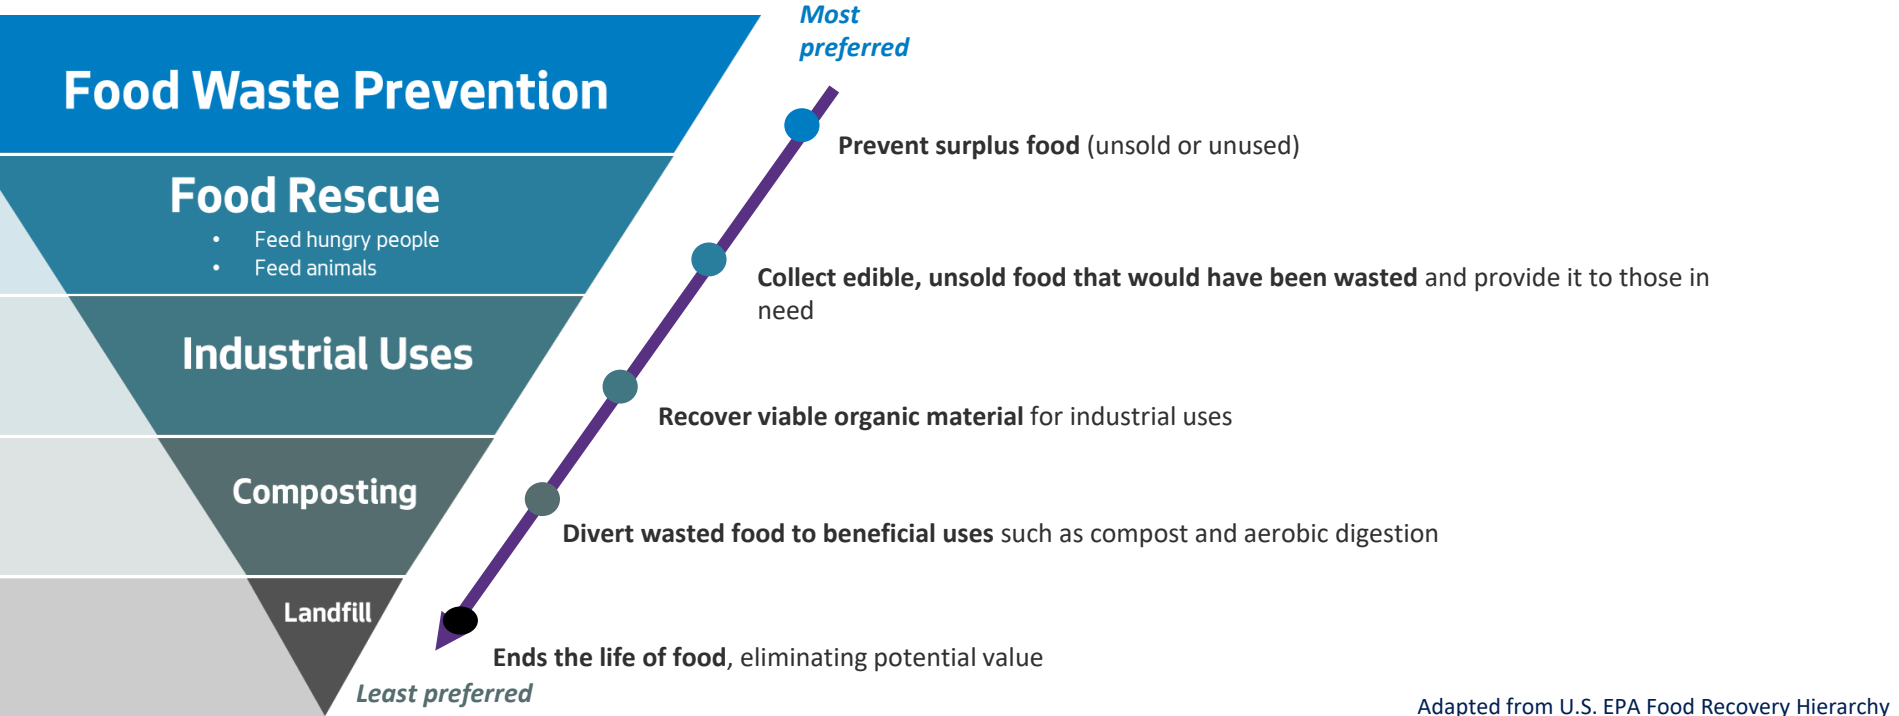 Most
preferred
Food Waste Prevention
Prevent surplus food (unsold or unused)
Food Rescue
• Feed hungry people
• Feed animals
Collect edible, unsold food that would have been wasted and provide it to those in
need
Industrial Uses
Recover viable organic material for industrial uses
Composting
Divert wasted food to beneficial uses such as compost and aerobic digestion
Landfill
Ends the life of food, eliminating potential value
Least preferred
Adapted from U.S. EPA Food Recovery Hierarchy